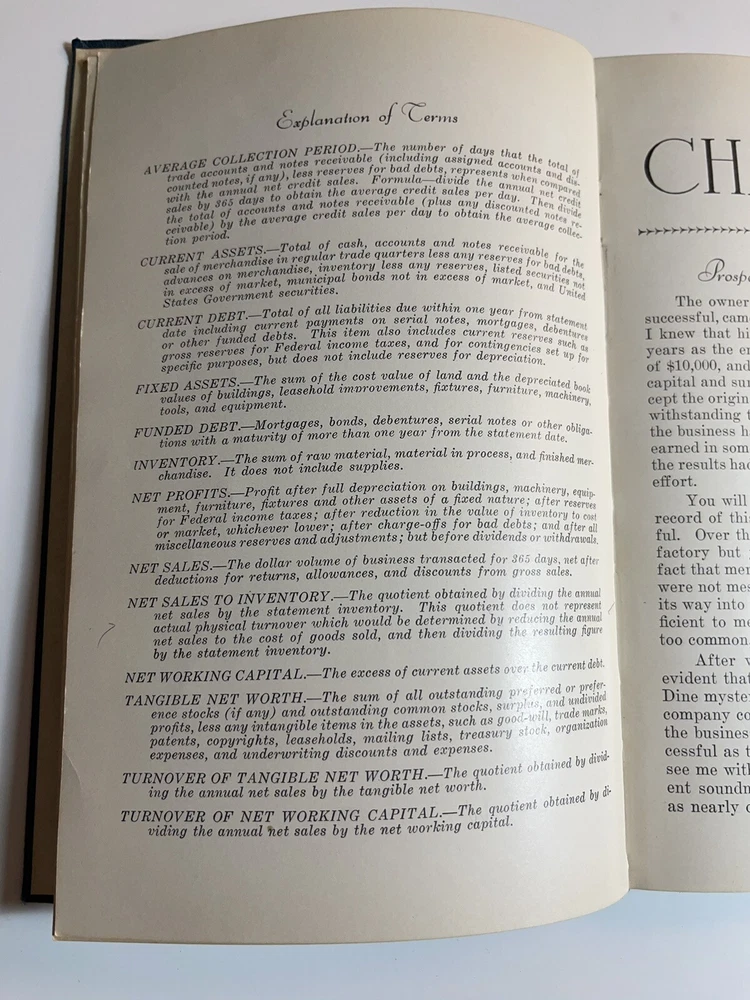 Explanation of Terms
AVERAGE COLLECTION PERIOD.—The number of days that the total of
trade accounts and notes receivable (including assigned accounts and dis-
counted notes, if any), less reserves for bad debts, represents when compared
with the annual net credit sales. Formula—divide the annual net credit
sales by 365 days to obtain the average credit sales per day. Then divide
the total of accounts and notes receivable (plus any discounted notes re-
ceivable) by the average credit sales per day to obtain the average collec-
tion period.
CURRENT ASSETS.—Total of cash, accounts and notes receivable for the
sale of merchandise in regular trade quarters less any reserves for bad debts,
advances on merchandise, inventory less any reserves, listed securities not
in excess of market, municipal bonds not in excess of market, and United
States Government securities.
CURRENT DEBT.—Total of all liabilities due within one year from statement
date including current payments on serial notes, mortgages, debentures
or other funded debts. This item also includes current reserves such as
gross reserves for Federal income taxes, and for contingencies set up for
specific purposes, but does not include reserves for depreciation.
FIXED ASSETS.—The sum of the cost value of land and the depreciated book
values of buildings, leasehold improvements, fixtures, furniture, machinery,
tools, and equipment.
FUNDED DEBT.—Mortgages, bonds, debentures, serial notes or other obliga-
tions with a maturity of more than one year from the statement date.
INVENTORY.—The sum of raw material, material in process, and finished mer-
chandise. It does not include supplies.
NET PROFITS.—Profit after full depreciation on buildings, machinery, equip-
ment, furniture, fixtures and other assets of a fixed nature; after reserves
for Federal income taxes; after reduction in the value of inventory to cost
or market, whichever lower; after charge-offs for bad debts; and after all
miscellaneous reserves and adjustments; but before dividends or withdrawals.
NET SALES.—The dollar volume of business transacted for 365 days, net after
deductions for returns, allowances, and discounts from gross sales.
NET SALES TO INVENTORY.—The quotient obtained by dividing the annual
net sales by the statement inventory. This quotient does not represent
actual physical turnover which would be determined by reducing the annual
net sales to the cost of goods sold, and then dividing the resulting figure
by the statement inventory.
NET WORKING CAPITAL.—The excess of current assets over the current debt.
TANGIBLE NET WORTH.—The sum of all outstanding preferred or prefer-
ence stocks (if any) and outstanding common stocks, surplus, and undivided
profits, less any intangible items in the assets, such as good-will, trade marks,
patents, copyrights, leaseholds, mailing lists, treasury stock, organization
expenses, and underwriting discounts and expenses.
TURNOVER OF TANGIBLE NET WORTH.—The quotient obtained by divid-
ing the annual net sales by the tangible net worth.
TURNOVER OF NET WORKING CAPITAL.—The quotient obtained by di-
viding the annual net sales by the net working capital.
CH
The owner
successful, cam
I knew that hi
years as the e
of $10,000, and
capital and sur
cept the origin
withstanding t
the business h
earned in som
the results had
effort.
You will
record of this
ful. Over th
factory but
fact that mer
were not mes
its way into
ficient to me
too common
After
evident that
Dine myster
company co
the business
cessful as t
see me with
ent soundn
as nearly